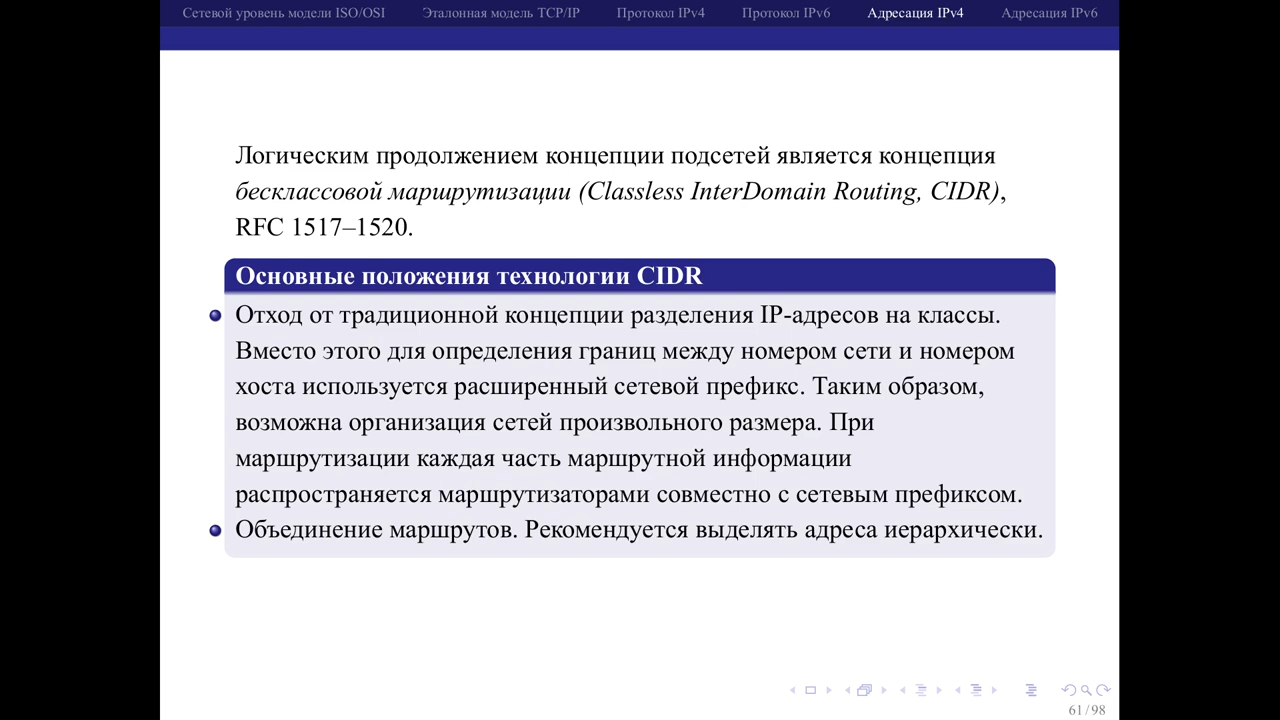 Сетевой уровень модели ISO/OSI Эталонная модель TCP/IP Протокол IPv4 Протокол IPv6 Адресация IPv4 Адресация IPv6
Логическим продолжением концепции подсетей является концепция
бесклассовой маршрутизации (Classless InterDomain Routing, CIDR),
RFC 1517–1520.
Основные положения технологии CIDR
Отход от традиционной концепции разделения IP-адресов на классы.
Вместо этого для определения границ между номером сети и номером
хоста используется расширенный сетевой префикс. Таким образом,
возможна организация сетей произвольного размера. При
маршрутизации каждая часть маршрутной информации
распространяется маршрутизаторами совместно с сетевым префиксом.
Объединение маршрутов. Рекомендуется выделять адреса иерархически.
61 / 98